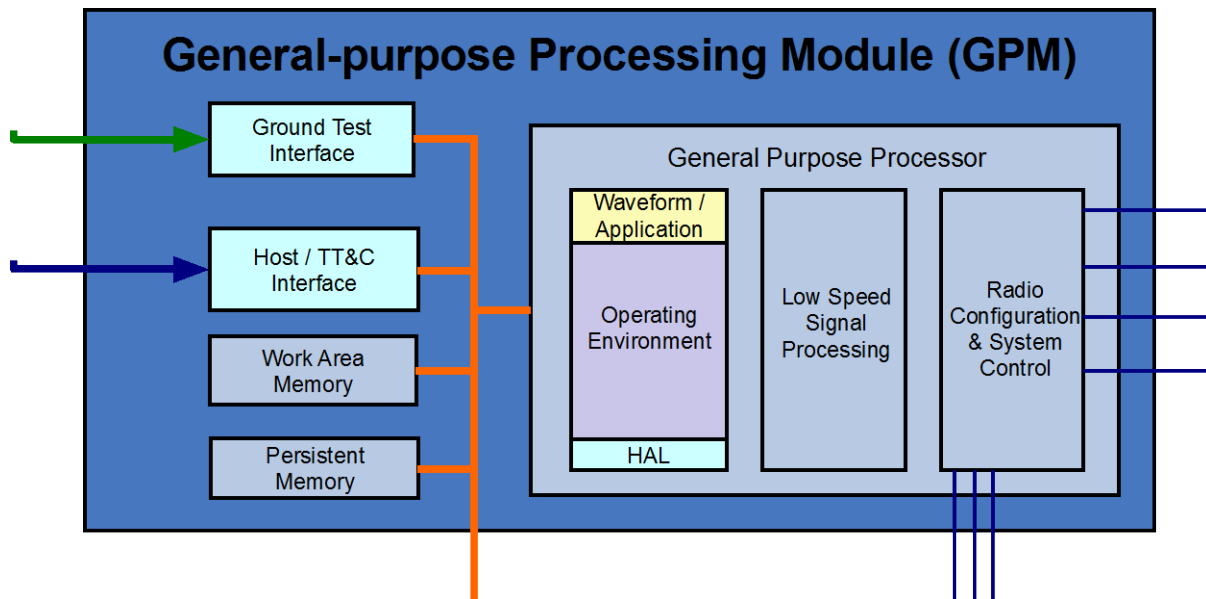 General-purpose Processing Module (GPM)
Ground Test
Interface
Host / TT&C
Interface
Work Area
Memory
Persistent
Memory
General Purpose Processor
Waveform /
Application
Operating
Environment
HAL
Low Speed
Signal
Processing
Radio
Configuration
& System
Control